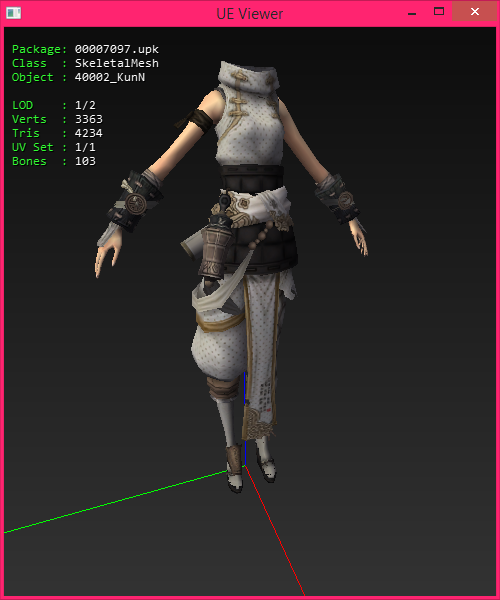 UE Viewer
Package: 00007097.upk
Class : SkeletalMesh
Object : 40002_KunN
LOD : 1/2
Verts : 3363
Tris : 4234
UV Set : 1/1
Bones : 103